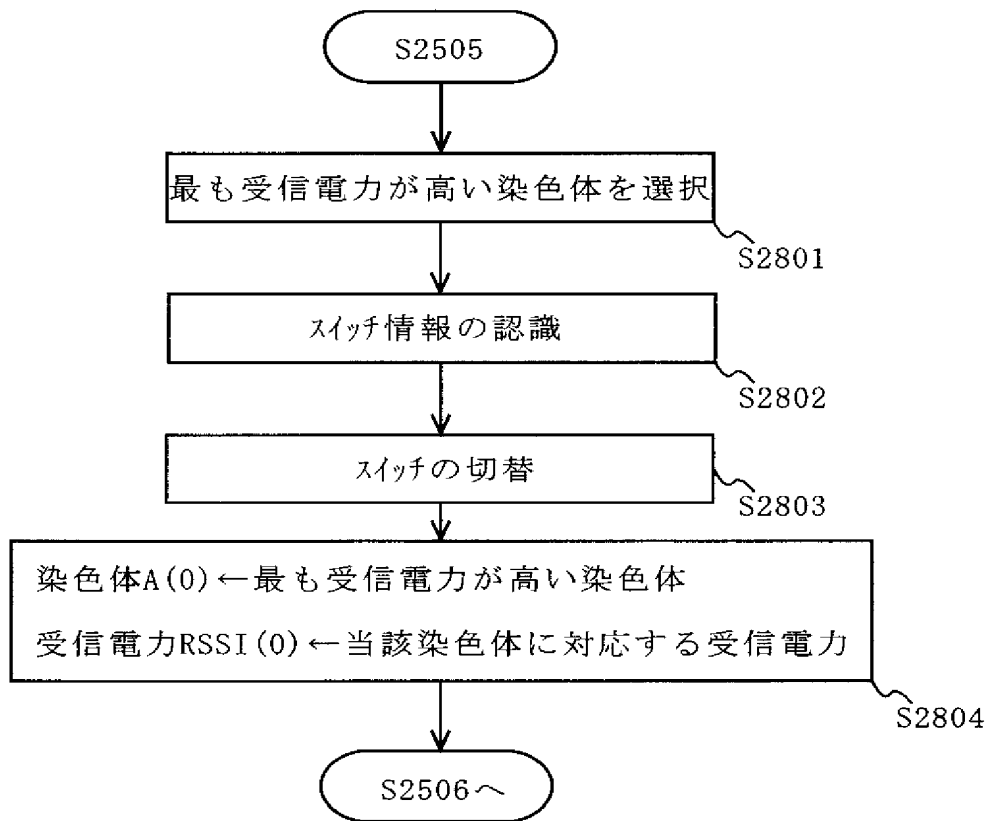 S2505
最も受信電力が高い染色体を選択
S2801
スイッチ情報の認識
S2802
スイッチの切替
S2803
染色体A(0)←最も受信電力が高い染色体
受信電力RSSI(0)←当該染色体に対応する受信電力
S2804
S2506へ